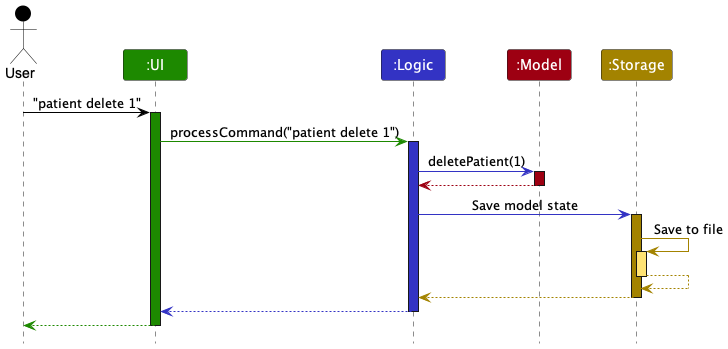 User
:UI
:Logic
:Model
:Storage
"patient delete 1"
processCommand("patient delete 1")
deletePatient(1)
Save model state
Save to file